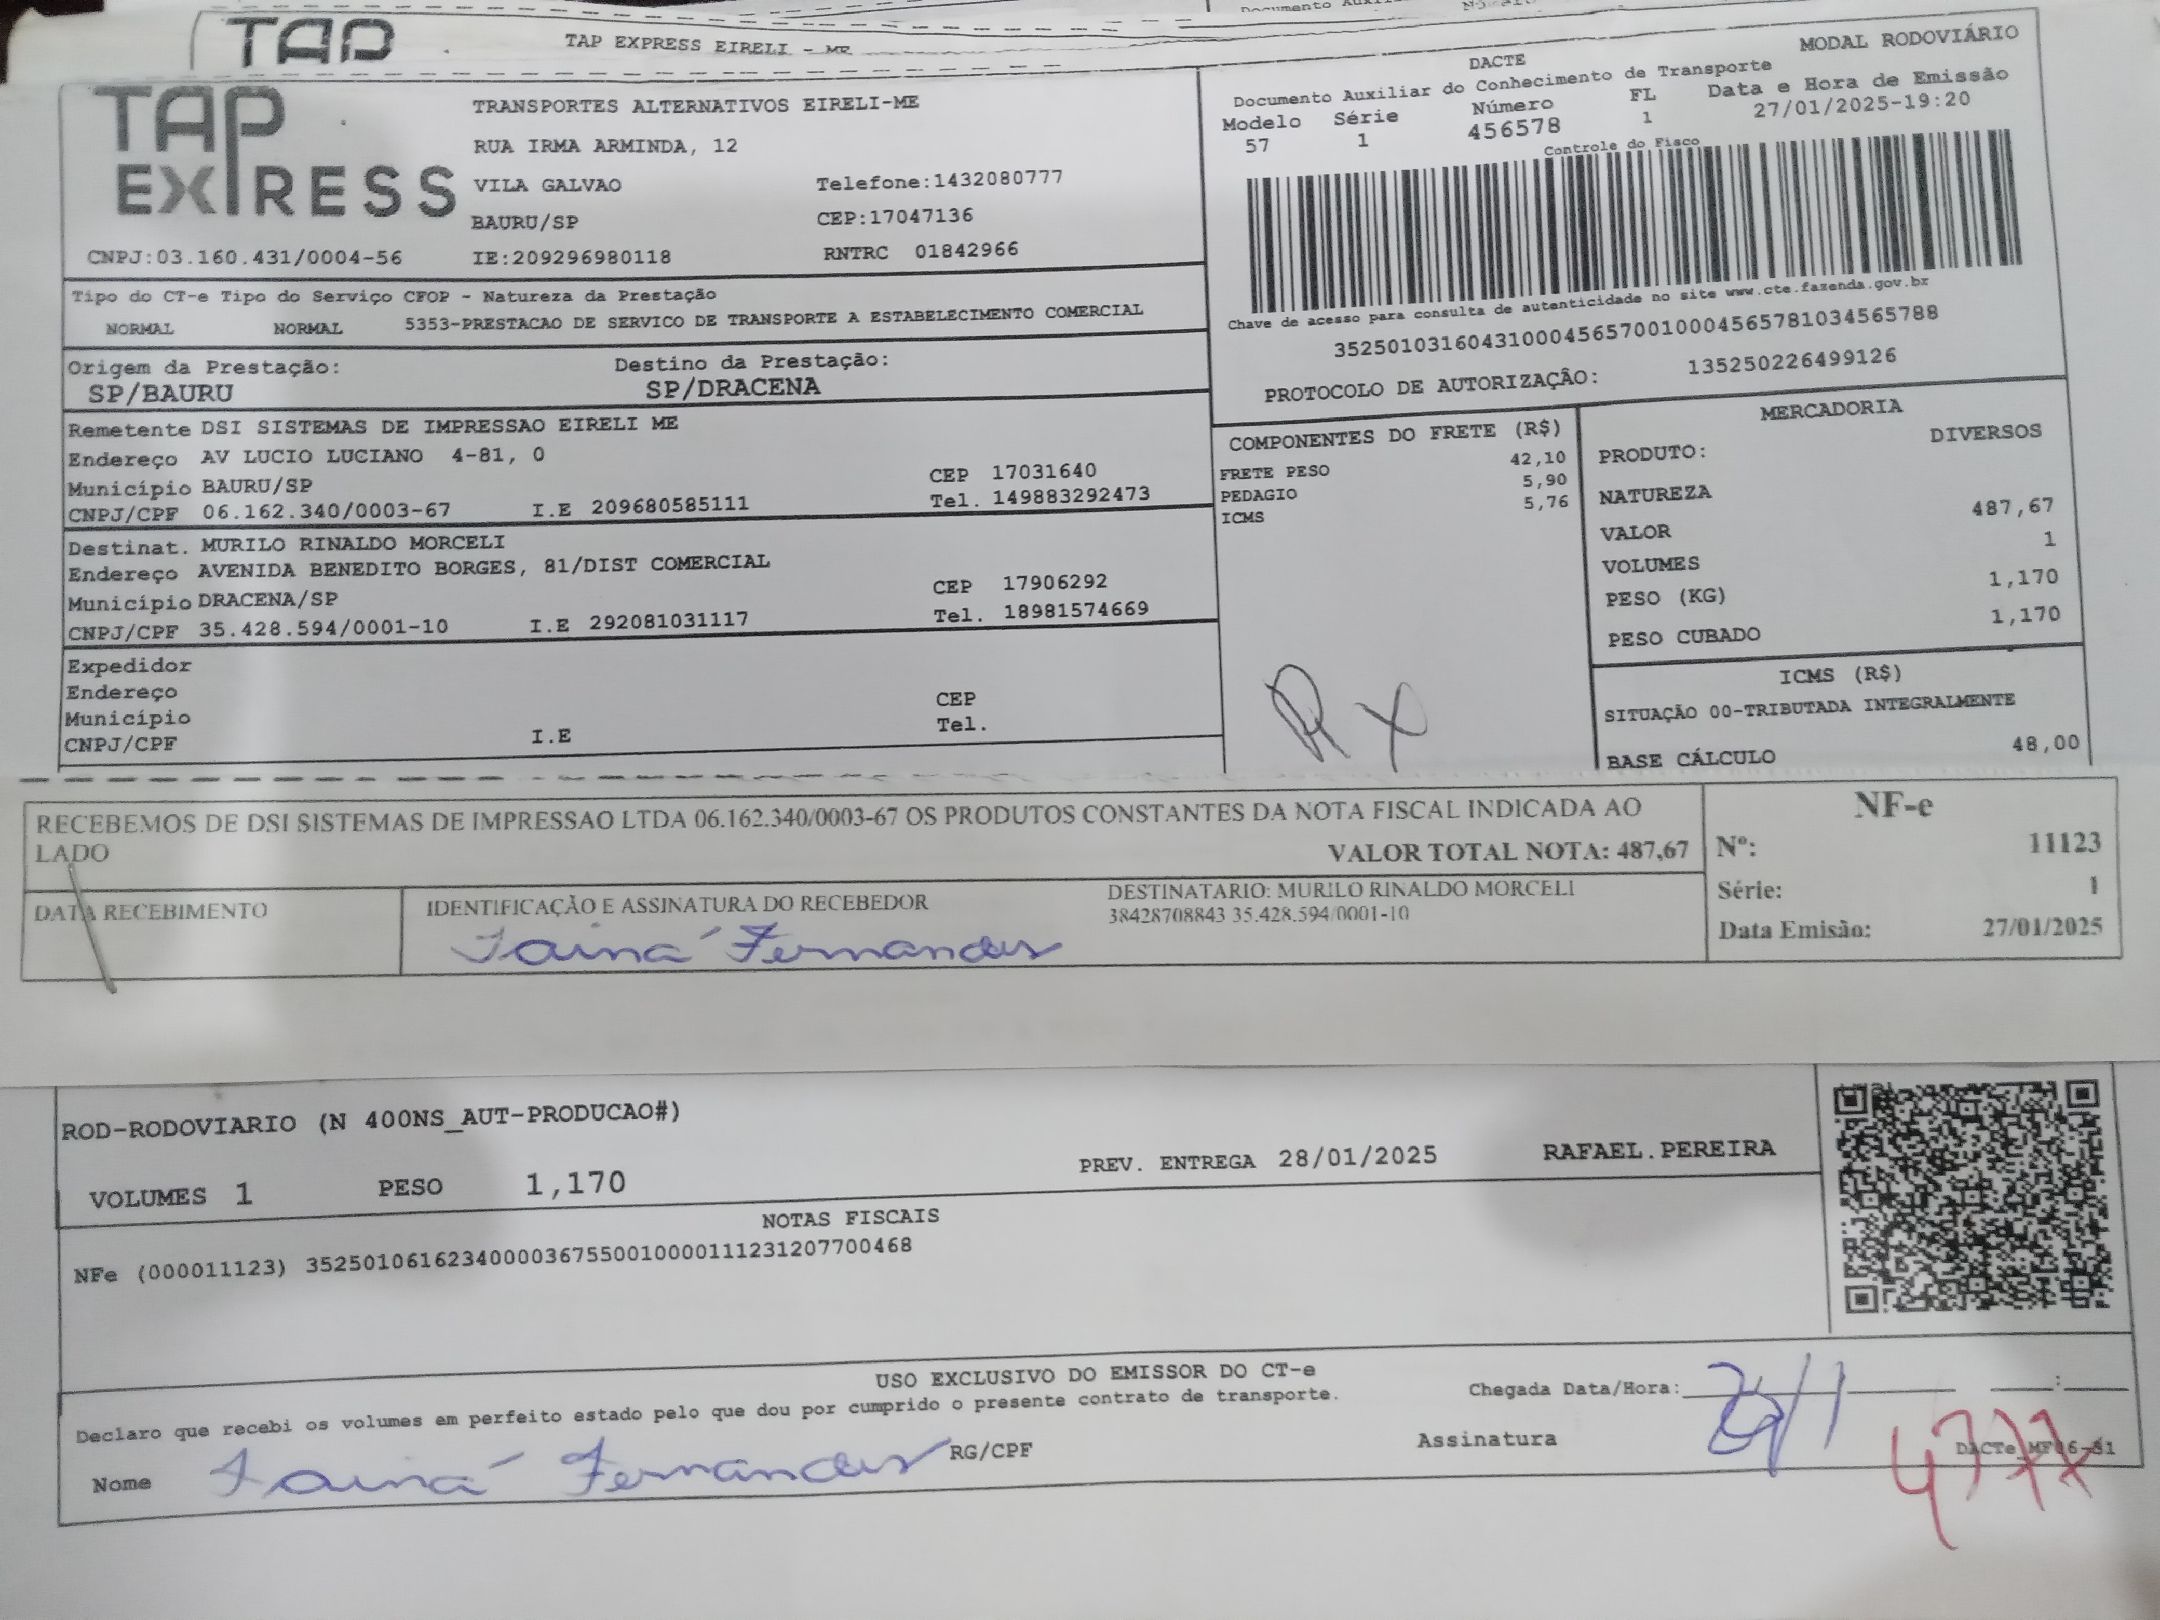 TAP
TAP EXPRESS EIRELI - ME
TAP EXPRESS
TRANSPORTES ALTERNATIVOS EIRELI-ME
RUA IRMA ARMINDA, 12
VILA GALVAO Telefone:1432080777
BAURU/SP CEP:17047136
CNPJ:03.160.431/0004-56 IE:209296980118 RNTRC 01842966
MODAL RODOVIÁRIO
DACTE
Documento Auxiliar do Conhecimento de Transporte
Modelo Série Número FL Data e Hora de Emissão
57 1 456578 1 27/01/2025-19:20
Controle do Fisco
Chave de acesso para consulta de autenticidade no site www.cte.fazenda.gov.br
35250103160431000456570010004565781034565788
PROTOCOLO DE AUTORIZAÇÃO: 135250226499126
Tipo do CT-e Tipo do Serviço CFOP - Natureza da Prestação
NORMAL NORMAL 5353-PRESTACAO DE SERVICO DE TRANSPORTE A ESTABELECIMENTO COMERCIAL
Origem da Prestação: Destino da Prestação:
SP/BAURU SP/DRACENA
Remetente DSI SISTEMAS DE IMPRESSAO EIRELI ME
Endereço AV LUCIO LUCIANO 4-81, 0
Município BAURU/SP CEP 17031640
CNPJ/CPF 06.162.340/0003-67 I.E 209680585111 Tel. 149883292473
Destinat. MURILO RINALDO MORCELI
Endereço AVENIDA BENEDITO BORGES, 81/DIST COMERCIAL
Município DRACENA/SP CEP 17906292
CNPJ/CPF 35.428.594/0001-10 I.E 292081031117 Tel. 18981574669
Expedidor
Endereço
Município CEP
CNPJ/CPF I.E Tel.
COMPONENTES DO FRETE (R$)
FRETE PESO 42,10
PEDAGIO 5,90
ICMS 5,76
MERCADORIA
PRODUTO: DIVERSOS
NATUREZA
VALOR 487,67
VOLUMES 1
PESO (KG) 1,170
PESO CUBADO 1,170
ICMS (R$)
SITUAÇÃO 00-TRIBUTADA INTEGRALMENTE
BASE CÁLCULO 48,00
RECEBEMOS DE DSI SISTEMAS DE IMPRESSAO LTDA 06.162.340/0003-67 OS PRODUTOS CONSTANTES DA NOTA FISCAL INDICADA AO
LADO
VALOR TOTAL NOTA: 487,67
DATA RECEBIMENTO
IDENTIFICAÇÃO E ASSINATURA DO RECEBEDOR
Tainá Fernandes
DESTINATARIO: MURILO RINALDO MORCELI
38428708843 35.428.594/0001-10
NF-e
Nº: 11123
Série: 1
Data Emisão: 27/01/2025
ROD-RODOVIARIO (N 400NS_AUT-PRODUCAO#)
VOLUMES 1 PESO 1,170 PREV. ENTREGA 28/01/2025 RAFAEL.PEREIRA
NOTAS FISCAIS
NFe (000011123) 35250106162340000367550010000111231207700468
USO EXCLUSIVO DO EMISSOR DO CT-e
Declaro que recebi os volumes em perfeito estado pelo que dou por cumprido o presente contrato de transporte.
Chegada Data/Hora:
Nome Tainá Fernandes RG/CPF Assinatura
DACTe_MF06-81